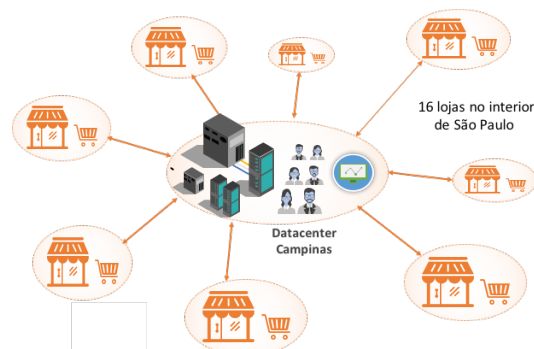 16 lojas no interior
de São Paulo
Datacenter
Campinas